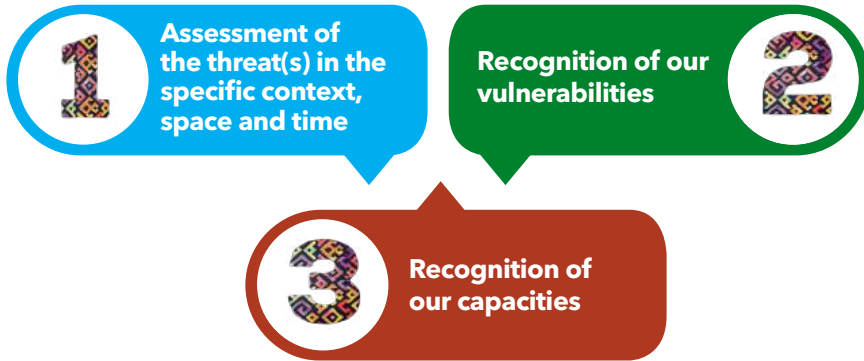 1
Assessment of
the threat(s) in the
specific context,
space and time
Recognition of our
vulnerabilities
2
3
Recognition of
our capacities